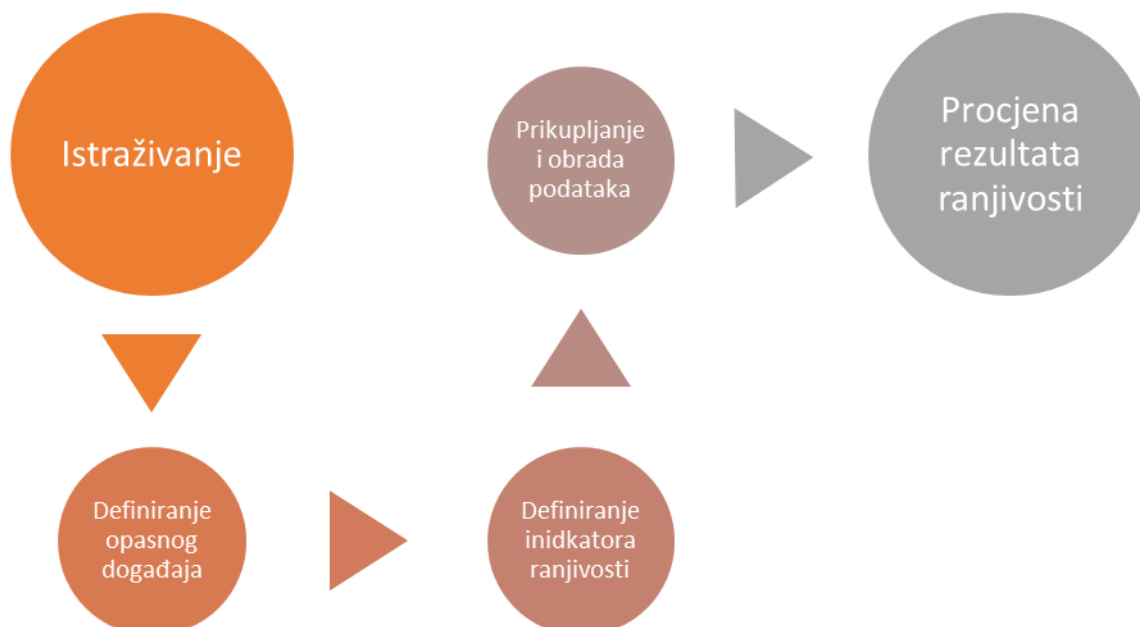 Istraživanje
Definiranje
opasnog
događaja
Definiranje
inidkatora
ranjivosti
Prikupljanje
i obrada
podataka
Procjena
rezultata
ranjivosti